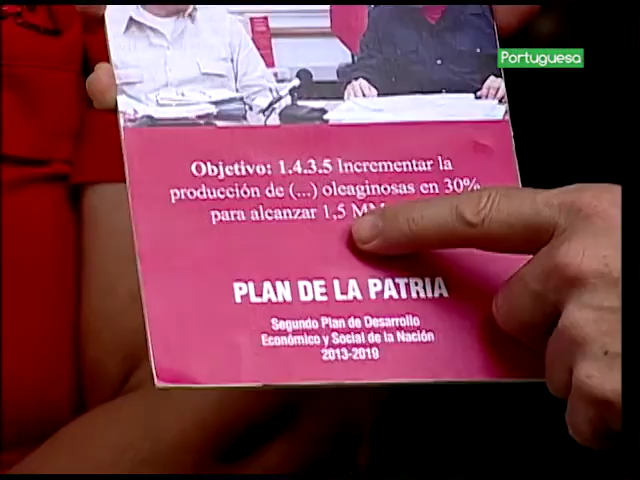 Portuguesa
Objetivo: 1.4.3.5 Incrementar la
producción de (...) oleaginosas en 30%
para alcanzar 1,5
PLAN DE LA PATRIA
Segundo Plan de Desarrollo
Económico y Social de la Nación
2013-2019